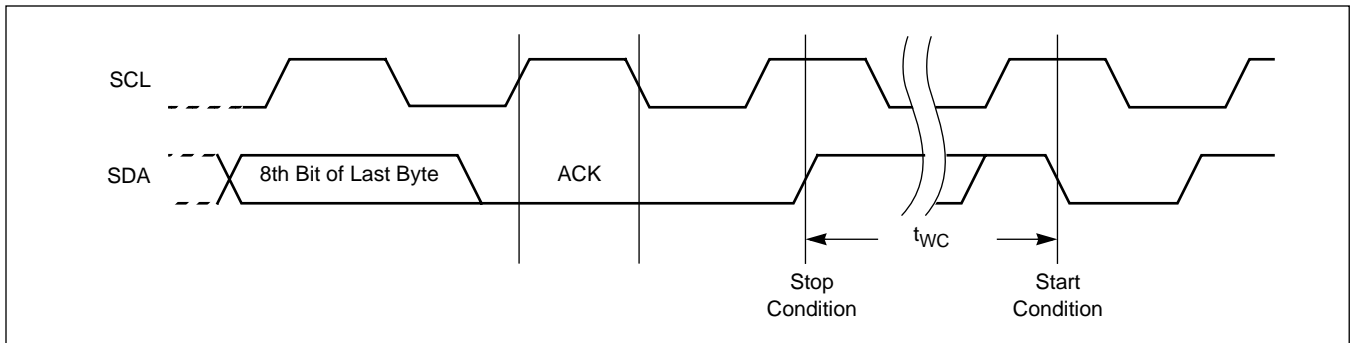 SCL
SDA
8th Bit of Last Byte
ACK
tWC
Stop
Condition
Start
Condition